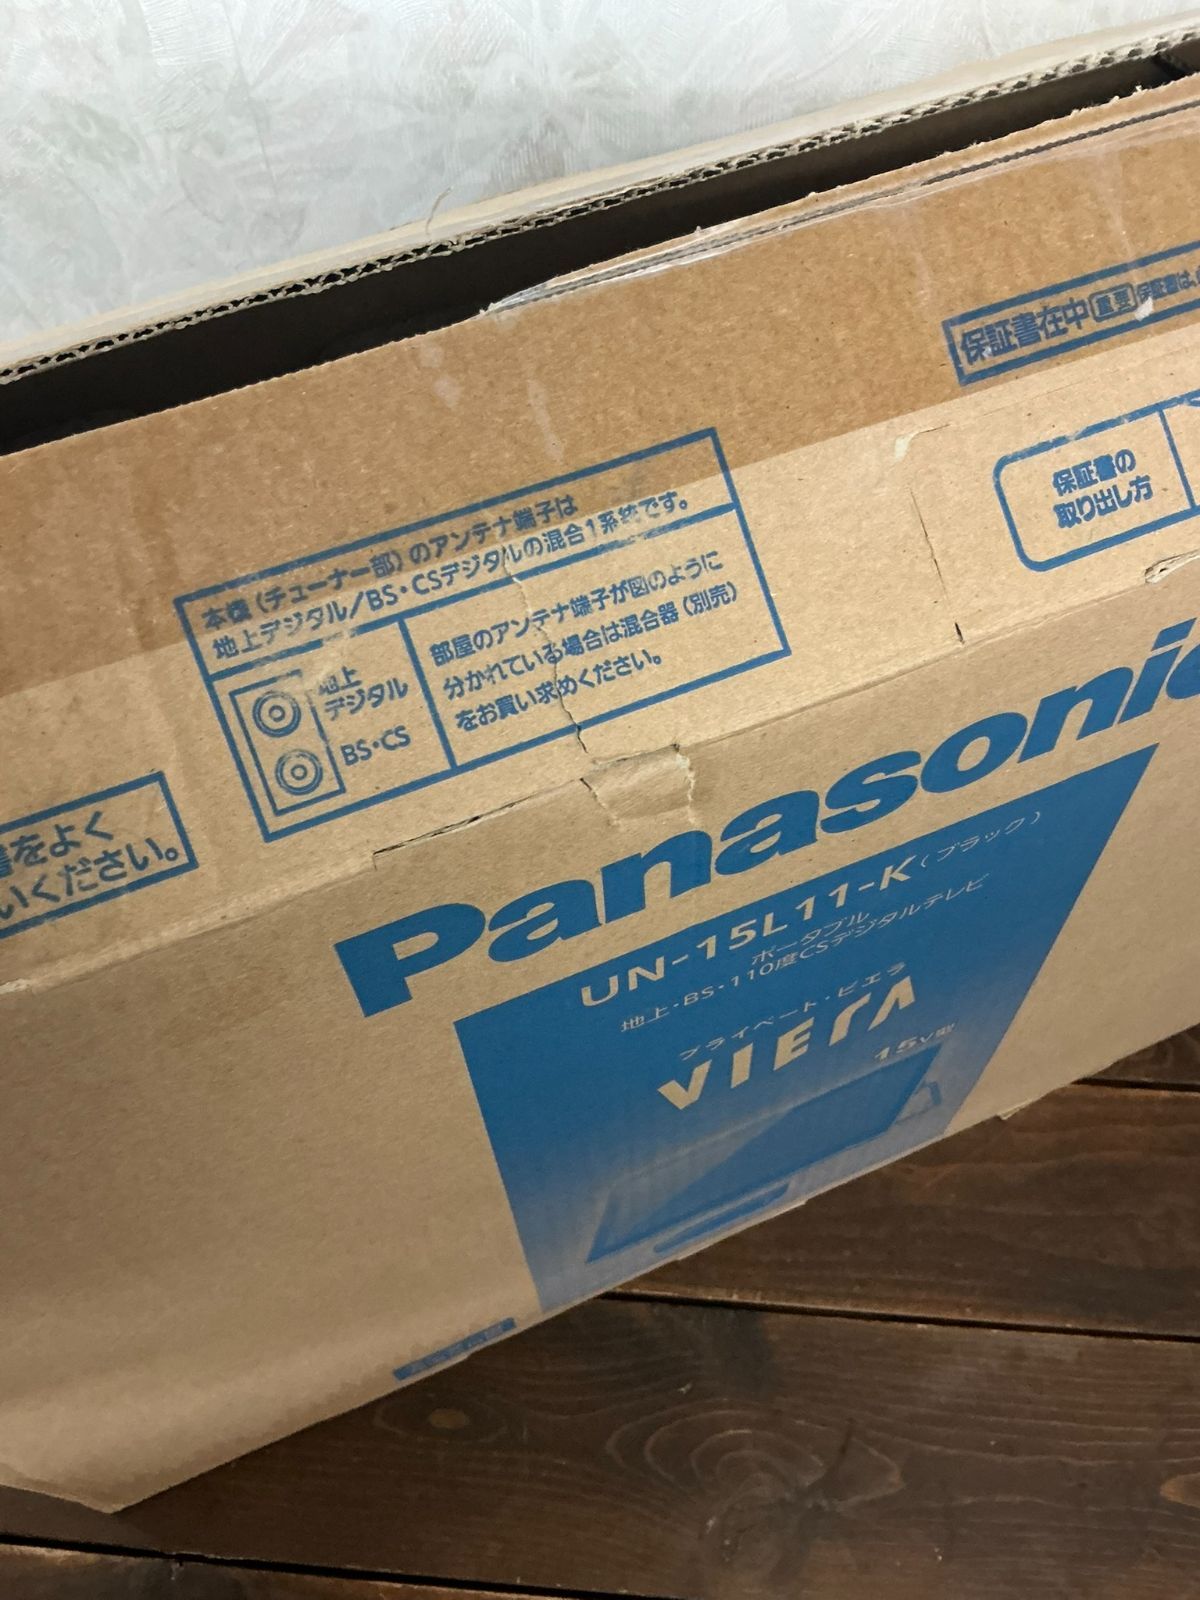 保証書在中 重要 保証書は、
保証書の
取り出し方
本機(チューナー部)のアンテナ端子は
地上デジタル/BS・CSデジタルの混合1系統です。
地上
デジタル
BS・CS
部屋のアンテナ端子が図のように
分かれている場合は混合器(別売)
をお買い求めください。
をよく
いください。
Panasonic
UN-15L11-K(ブラック)
ポータブル
地上・BS・110度CSデジタルテレビ
プライベート・ビエラ
VIERA
15V型